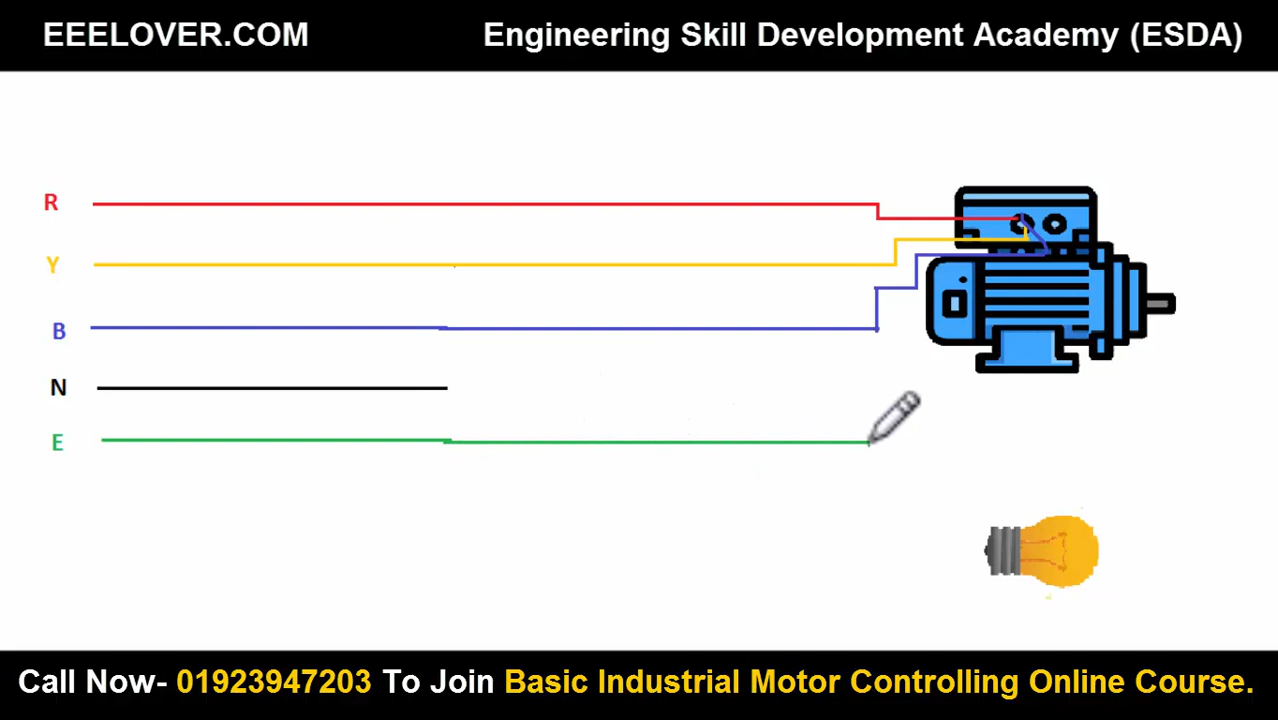 EEELOVER.COM
Engineering Skill Development Academy (ESDA)
R
Y
B
N
E
Call Now- 01923947203 To Join Basic Industrial Motor Controlling Online Course.